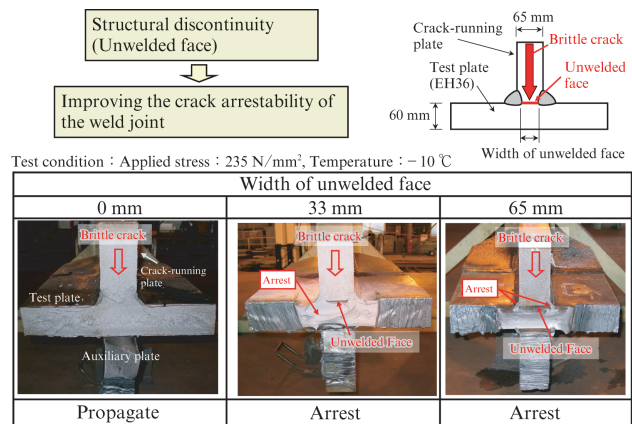 Structural discontinuity
(Unwelded face)
Improving the crack arrestability of
the weld joint
65 mm
Crack-running
plate
Brittle crack
Test plate
(EH36)
Unwelded
face
60 mm
Width of unwelded face
Test condition：Applied stress：235 N/mm², Temperature：−10 ℃
Width of unwelded face
0 mm
33 mm
65 mm
Brittle crack
Crack-running
plate
Test plate
Auxiliary plate
Brittle crack
Arrest
Unwelded Face
Brittle crack
Arrest
Unwelded Face
Propagate
Arrest
Arrest